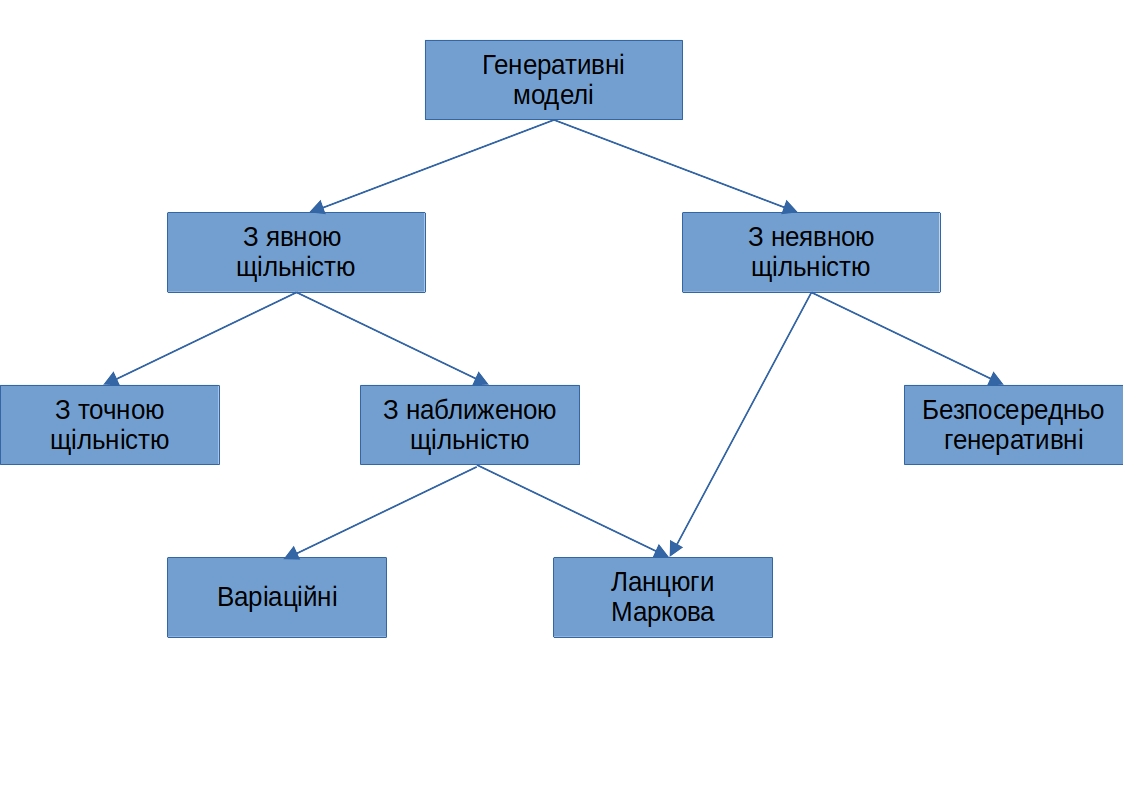 Генеративні
моделі
З явною
щільністю
З неявною
щільністю
З точною
щільністю
З наближеною
щільністю
Безпосередньо
генеративні
Варіаційні
Ланцюги
Маркова